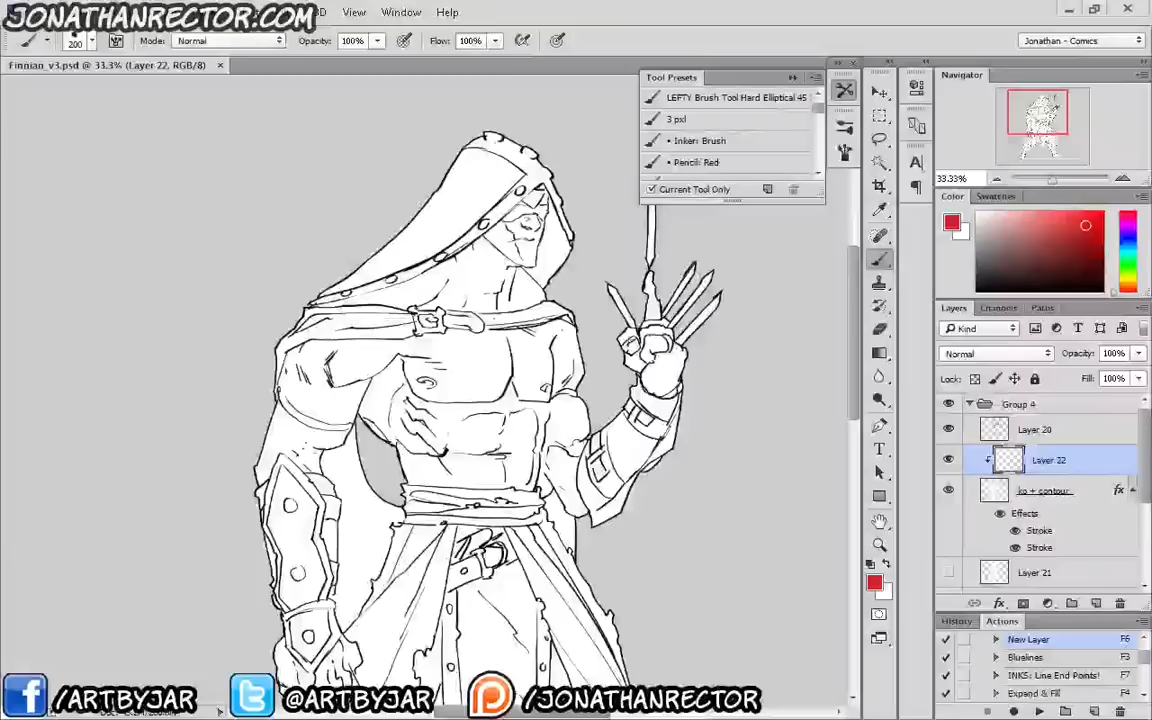 JONATHANRECTOR.COM
View
Window
Help
200
Mode:
Normal
Opacity: 100%
Flow: 100%
Jonathan - Comics
Finnian_v3.psd @ 33.3% (Layer 22, RGB/8)
Tool Presets
LEFTY Brush Tool Hard Elliptical 45
3 pxl
• Inker: Brush
• Pencil: Red
Current Tool Only
Navigator
33.33%
Color
Swatches
Layers
Channels
Paths
Kind
Normal
Opacity: 100%
Lock:
Fill: 100%
Group 4
Layer 20
Layer 22
ko + contour
fx
Effects
Stroke
Stroke
Layer 21
History
Actions
New Layer
F6
Bluelines
F3
INKS: Line End Points!
F7
Expand & Fill
F4
/ARTBYJAR
@ARTBYJAR
/JONATHANRECTOR